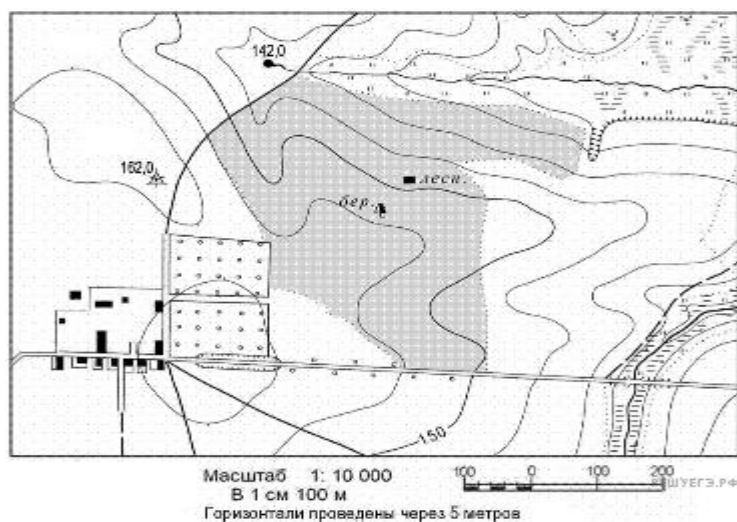 142,0
162,0
лесн.
бер.
150
Масштаб 1: 10 000
В 1 см 100 м
Горизонтали проведены через 5 метров
100 0 100 200
РЕШУЕГЭ.РФ